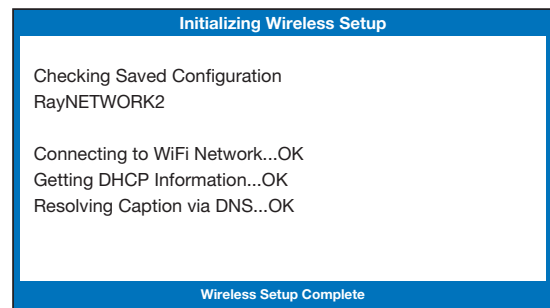 Initializing Wireless Setup
Checking Saved Configuration
RayNETWORK2
Connecting to WiFi Network...OK
Getting DHCP Information...OK
Resolving Caption via DNS...OK
Wireless Setup Complete